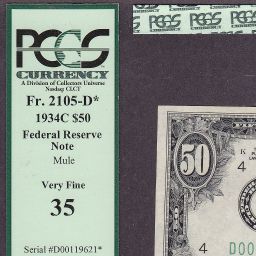 PCGS
CURRENCY
A Division of Collectors Universe
Nasdaq CLCT
Fr. 2105-D*
1934C $50
Federal Reserve
Note
Mule
Very Fine
35
Serial #D00119621*
PCGS PCGS
50
K
4
4
D00